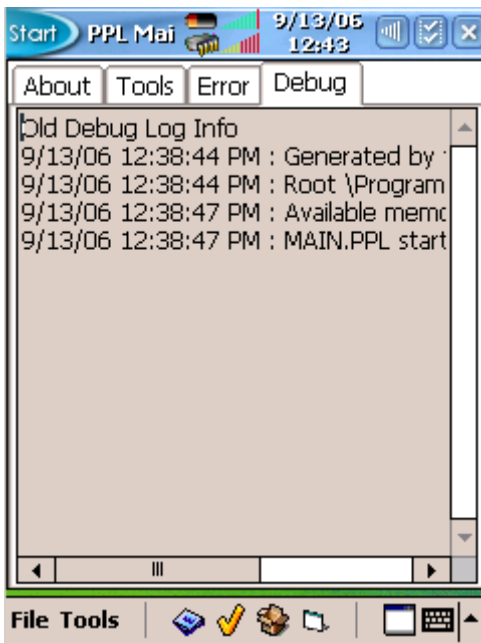 Start PPL Mai 9/13/06
12:43
About Tools Error Debug
Old Debug Log Info
9/13/06 12:38:44 PM : Generated by
9/13/06 12:38:44 PM : Root \Program
9/13/06 12:38:47 PM : Available memo
9/13/06 12:38:47 PM : MAIN.PPL start
File Tools